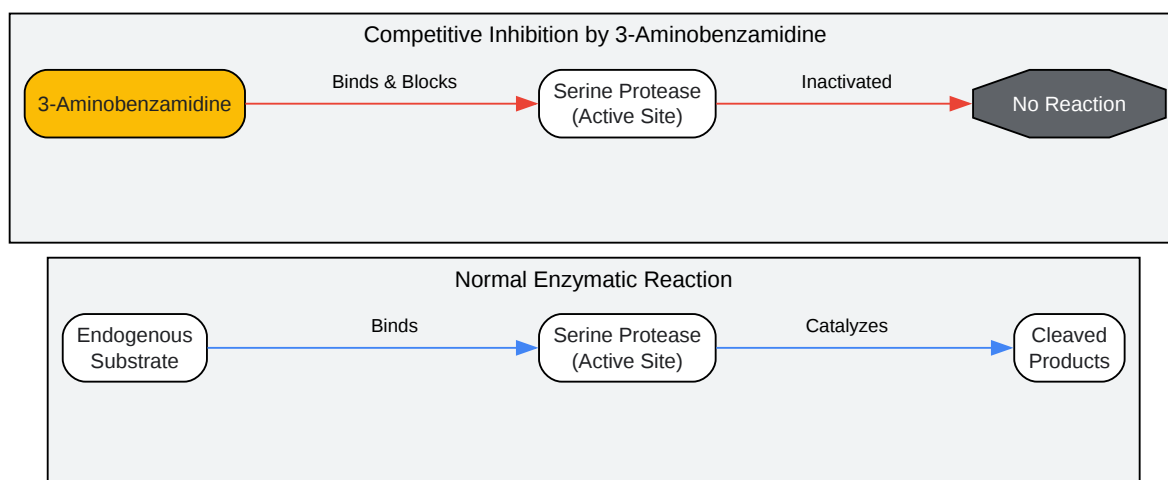 Competitive Inhibition by 3-Aminobenzamidine
3-Aminobenzamidine
Binds & Blocks
Serine Protease
(Active Site)
Inactivated
No Reaction
Normal Enzymatic Reaction
Endogenous
Substrate
Binds
Serine Protease
(Active Site)
Catalyzes
Cleaved
Products